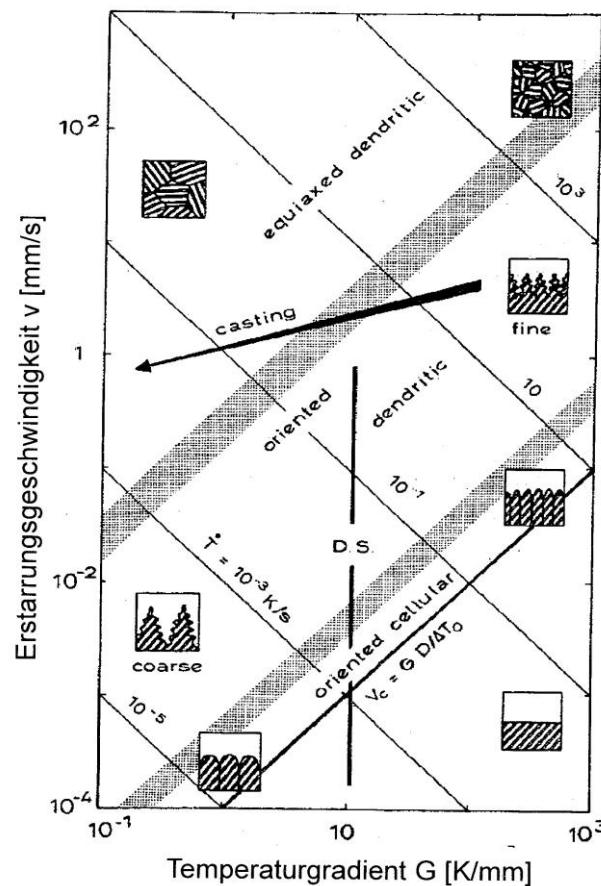 10²
equiaxed dendritic
10³
fine
casting
1
10
oriented
dendritic
10⁻¹
Ṫ = 10⁻³ K/s
D.S.
10⁻²
oriented cellular
V_c = G D/ΔT₀
coarse
10⁻⁵
10⁻⁴
10⁻¹
10
10³
Erstarrungsgeschwindigkeit v [mm/s]
Temperaturgradient G [K/mm]